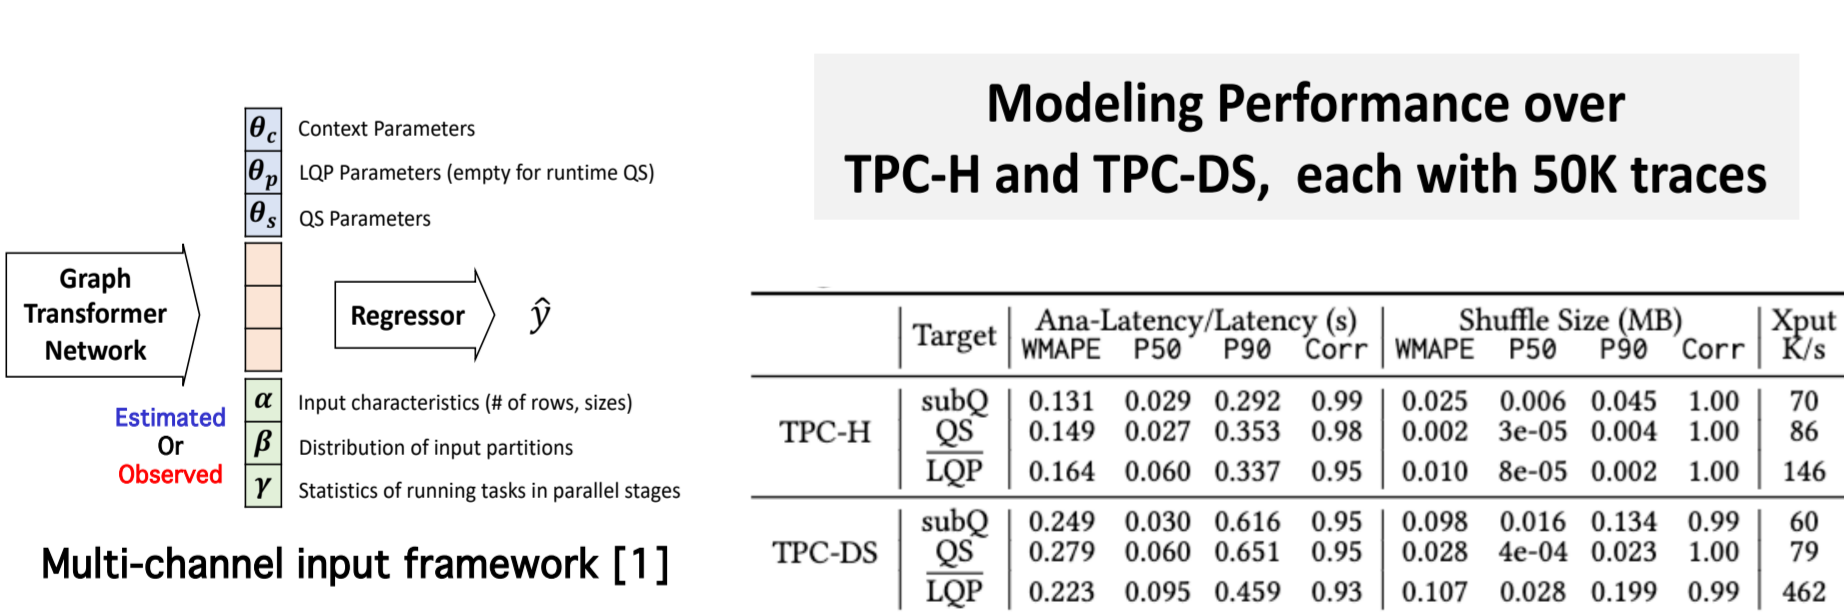 θc Context Parameters
θp LQP Parameters (empty for runtime QS)
θs QS Parameters
Graph
Transformer
Network
Regressor
ŷ
Estimated
Or
Observed
α Input characteristics (# of rows, sizes)
β Distribution of input partitions
γ Statistics of running tasks in parallel stages
Multi-channel input framework [1]
Modeling Performance over
TPC-H and TPC-DS, each with 50K traces
Target Ana-Latency/Latency (s) Shuffle Size (MB) Xput
WMAPE P50 P90 Corr WMAPE P50 P90 Corr K/s
TPC-H subQ 0.131 0.029 0.292 0.99 0.025 0.006 0.045 1.00 70
QS 0.149 0.027 0.353 0.98 0.002 3e-05 0.004 1.00 86
L̅Q̅P̅ 0.164 0.060 0.337 0.95 0.010 8e-05 0.002 1.00 146
TPC-DS subQ 0.249 0.030 0.616 0.95 0.098 0.016 0.134 0.99 60
QS 0.279 0.060 0.651 0.95 0.028 4e-04 0.023 1.00 79
L̅Q̅P̅ 0.223 0.095 0.459 0.93 0.107 0.028 0.199 0.99 462